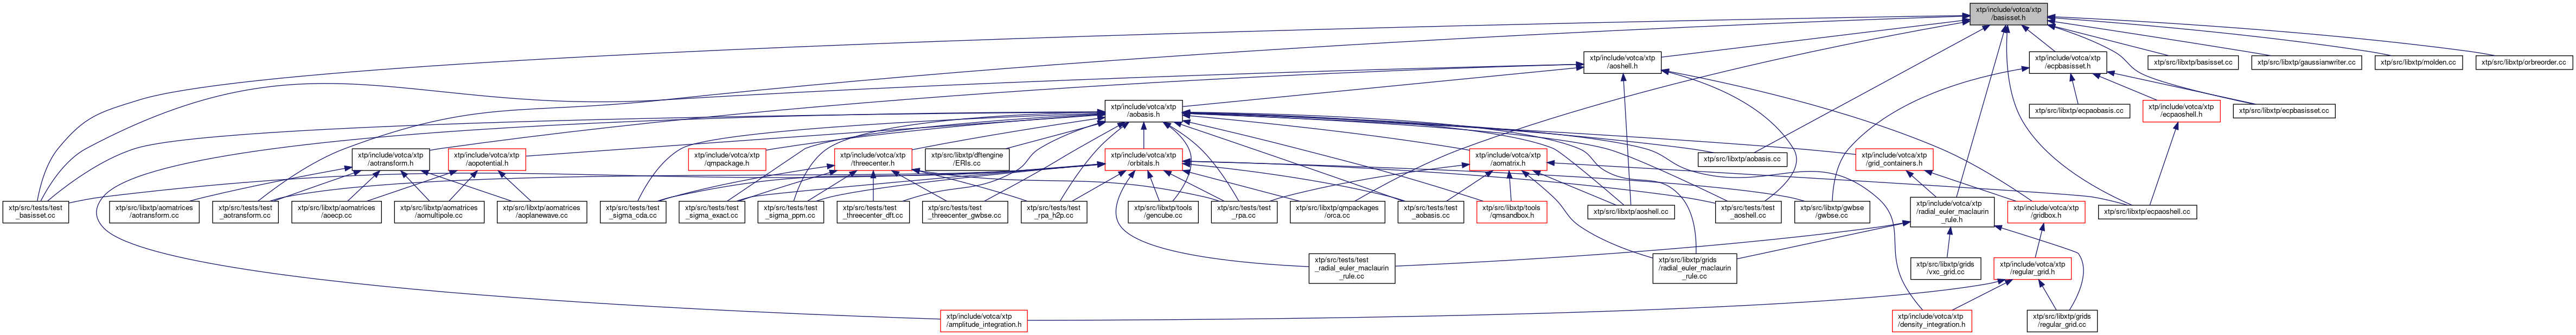 xtp/include/votca/xtp
/basisset.h
xtp/include/votca/xtp
/aoshell.h
xtp/include/votca/xtp
/ecpbasisset.h
xtp/src/libxtp/basisset.cc
xtp/src/libxtp/gaussianwriter.cc
xtp/src/libxtp/molden.cc
xtp/src/libxtp/orbreorder.cc
xtp/include/votca/xtp
/aobasis.h
xtp/src/libxtp/ecpaobasis.cc
xtp/include/votca/xtp
/ecpaoshell.h
xtp/src/libxtp/ecpbasisset.cc
xtp/include/votca/xtp
/aotransform.h
xtp/include/votca/xtp
/aopotential.h
xtp/include/votca/xtp
/qmpackage.h
xtp/include/votca/xtp
/threecenter.h
xtp/src/libxtp/dftengine
/ERIs.cc
xtp/include/votca/xtp
/orbitals.h
xtp/include/votca/xtp
/aomatrix.h
xtp/src/libxtp/aobasis.cc
xtp/include/votca/xtp
/grid_containers.h
xtp/src/tests/test
_basisset.cc
xtp/src/libxtp/aomatrices
/aotransform.cc
xtp/src/tests/test
_aotransform.cc
xtp/src/libxtp/aomatrices
/aoecp.cc
xtp/src/libxtp/aomatrices
/aomultipole.cc
xtp/src/libxtp/aomatrices
/aoplanewave.cc
xtp/src/tests/test
_sigma_cda.cc
xtp/src/tests/test
_sigma_exact.cc
xtp/src/tests/test
_sigma_ppm.cc
xtp/src/tests/test
_threecenter_dft.cc
xtp/src/tests/test
_threecenter_gwbse.cc
xtp/src/tests/test
_rpa_h2p.cc
xtp/src/libxtp/tools
/gencube.cc
xtp/src/tests/test
_rpa.cc
xtp/src/libxtp/qmpackages
/orca.cc
xtp/src/tests/test
_aobasis.cc
xtp/src/libxtp/tools
/qmsandbox.h
xtp/src/libxtp/aoshell.cc
xtp/src/tests/test
_aoshell.cc
xtp/src/libxtp/gwbse
/gwbse.cc
xtp/include/votca/xtp
/radial_euler_maclaurin
_rule.h
xtp/include/votca/xtp
/gridbox.h
xtp/src/libxtp/ecpaoshell.cc
xtp/src/tests/test
_radial_euler_maclaurin
_rule.cc
xtp/src/libxtp/grids
/radial_euler_maclaurin
_rule.cc
xtp/src/libxtp/grids
/vxc_grid.cc
xtp/include/votca/xtp
/regular_grid.h
xtp/include/votca/xtp
/amplitude_integration.h
xtp/include/votca/xtp
/density_integration.h
xtp/src/libxtp/grids
/regular_grid.cc